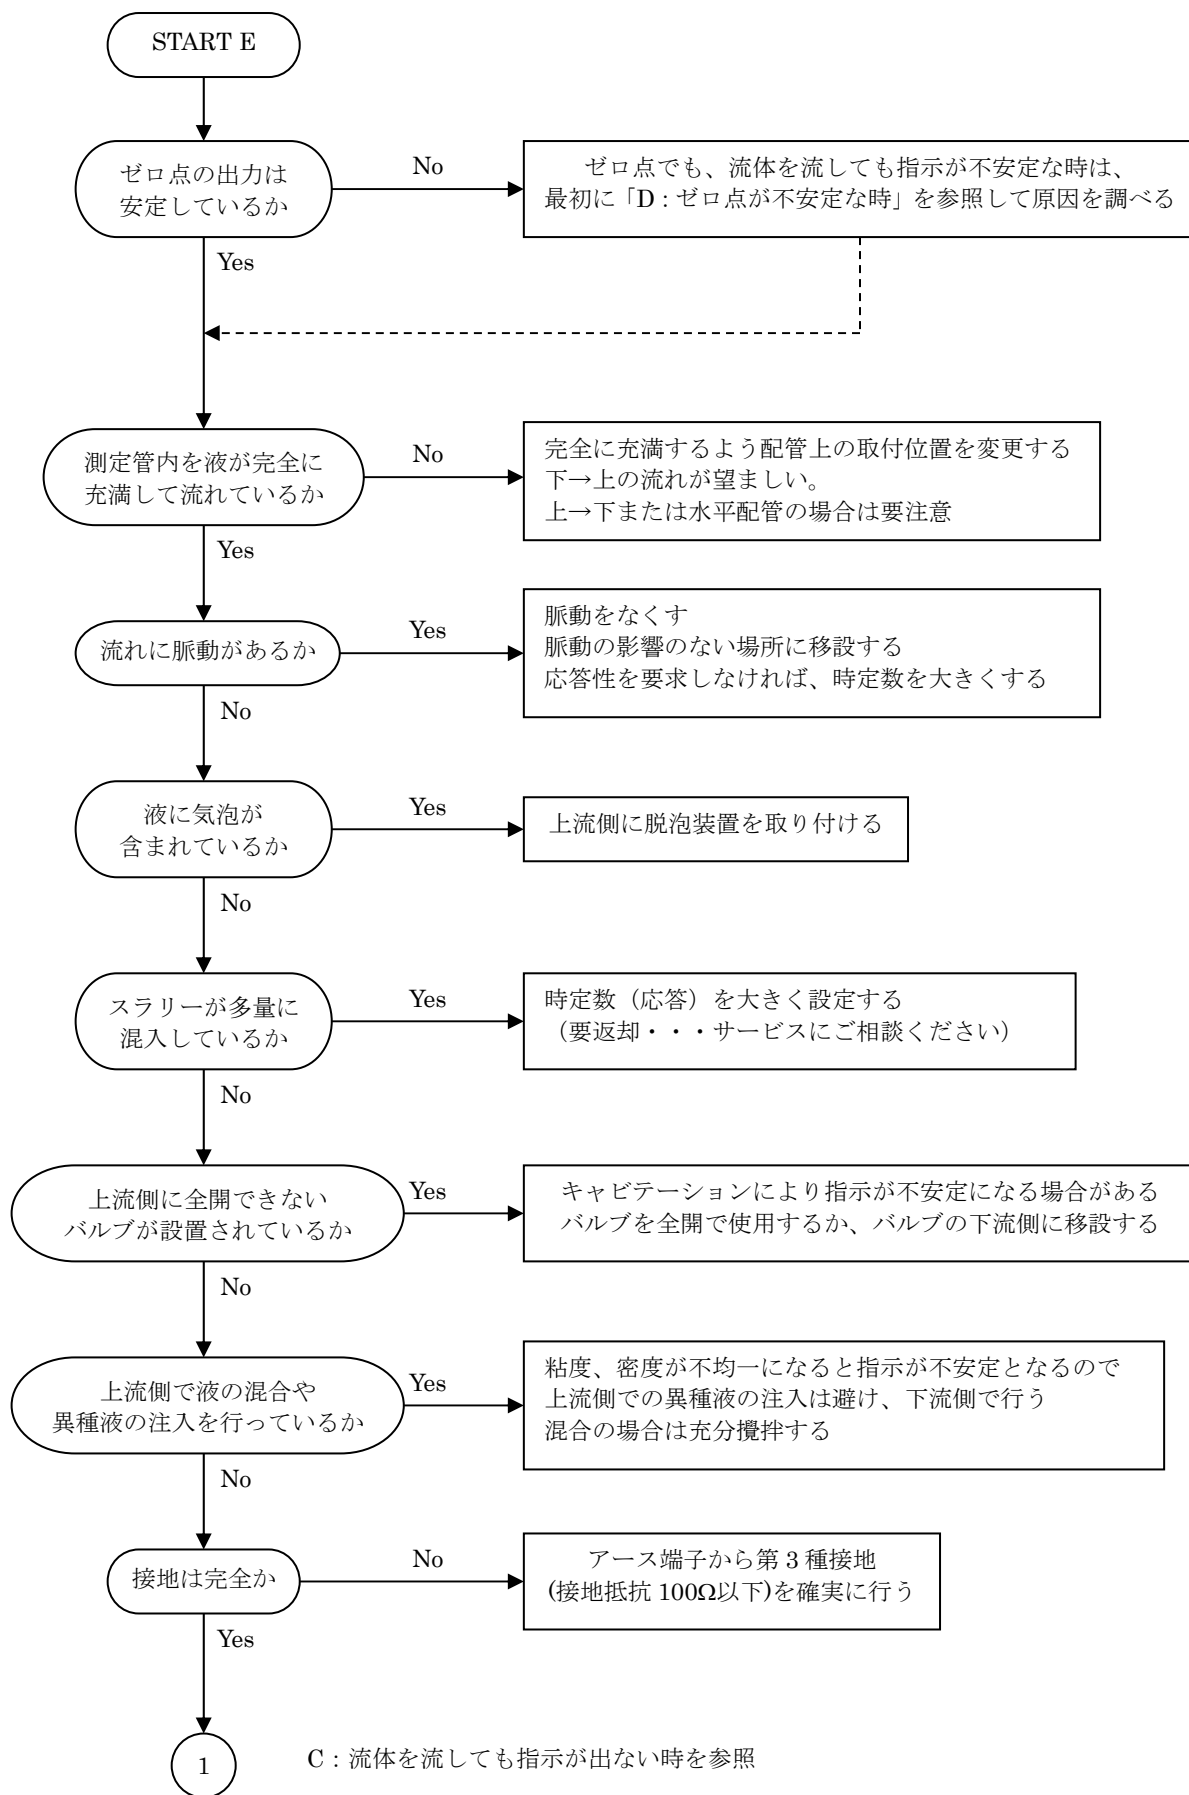 START E
ゼロ点の出力は
安定しているか
No
ゼロ点でも、流体を流しても指示が不安定な時は、
最初に「D：ゼロ点が不安定な時」を参照して原因を調べる
Yes
測定管内を液が完全に
充満して流れているか
No
完全に充満するよう配管上の取付位置を変更する
下→上の流れが望ましい。
上→下または水平配管の場合は要注意
Yes
流れに脈動があるか
Yes
脈動をなくす
脈動の影響のない場所に移設する
応答性を要求しなければ、時定数を大きくする
No
液に気泡が
含まれているか
Yes
上流側に脱泡装置を取り付ける
No
スラリーが多量に
混入しているか
Yes
時定数（応答）を大きく設定する
（要返却・・・サービスにご相談ください）
No
上流側に全開できない
バルブが設置されているか
Yes
キャビテーションにより指示が不安定になる場合がある
バルブを全開で使用するか、バルブの下流側に移設する
No
上流側で液の混合や
異種液の注入を行っているか
Yes
粘度、密度が不均一になると指示が不安定となるので
上流側での異種液の注入は避け、下流側で行う
混合の場合は充分攪拌する
No
接地は完全か
No
アース端子から第 3 種接地
(接地抵抗 100Ω以下)を確実に行う
Yes
1
C：流体を流しても指示が出ない時を参照